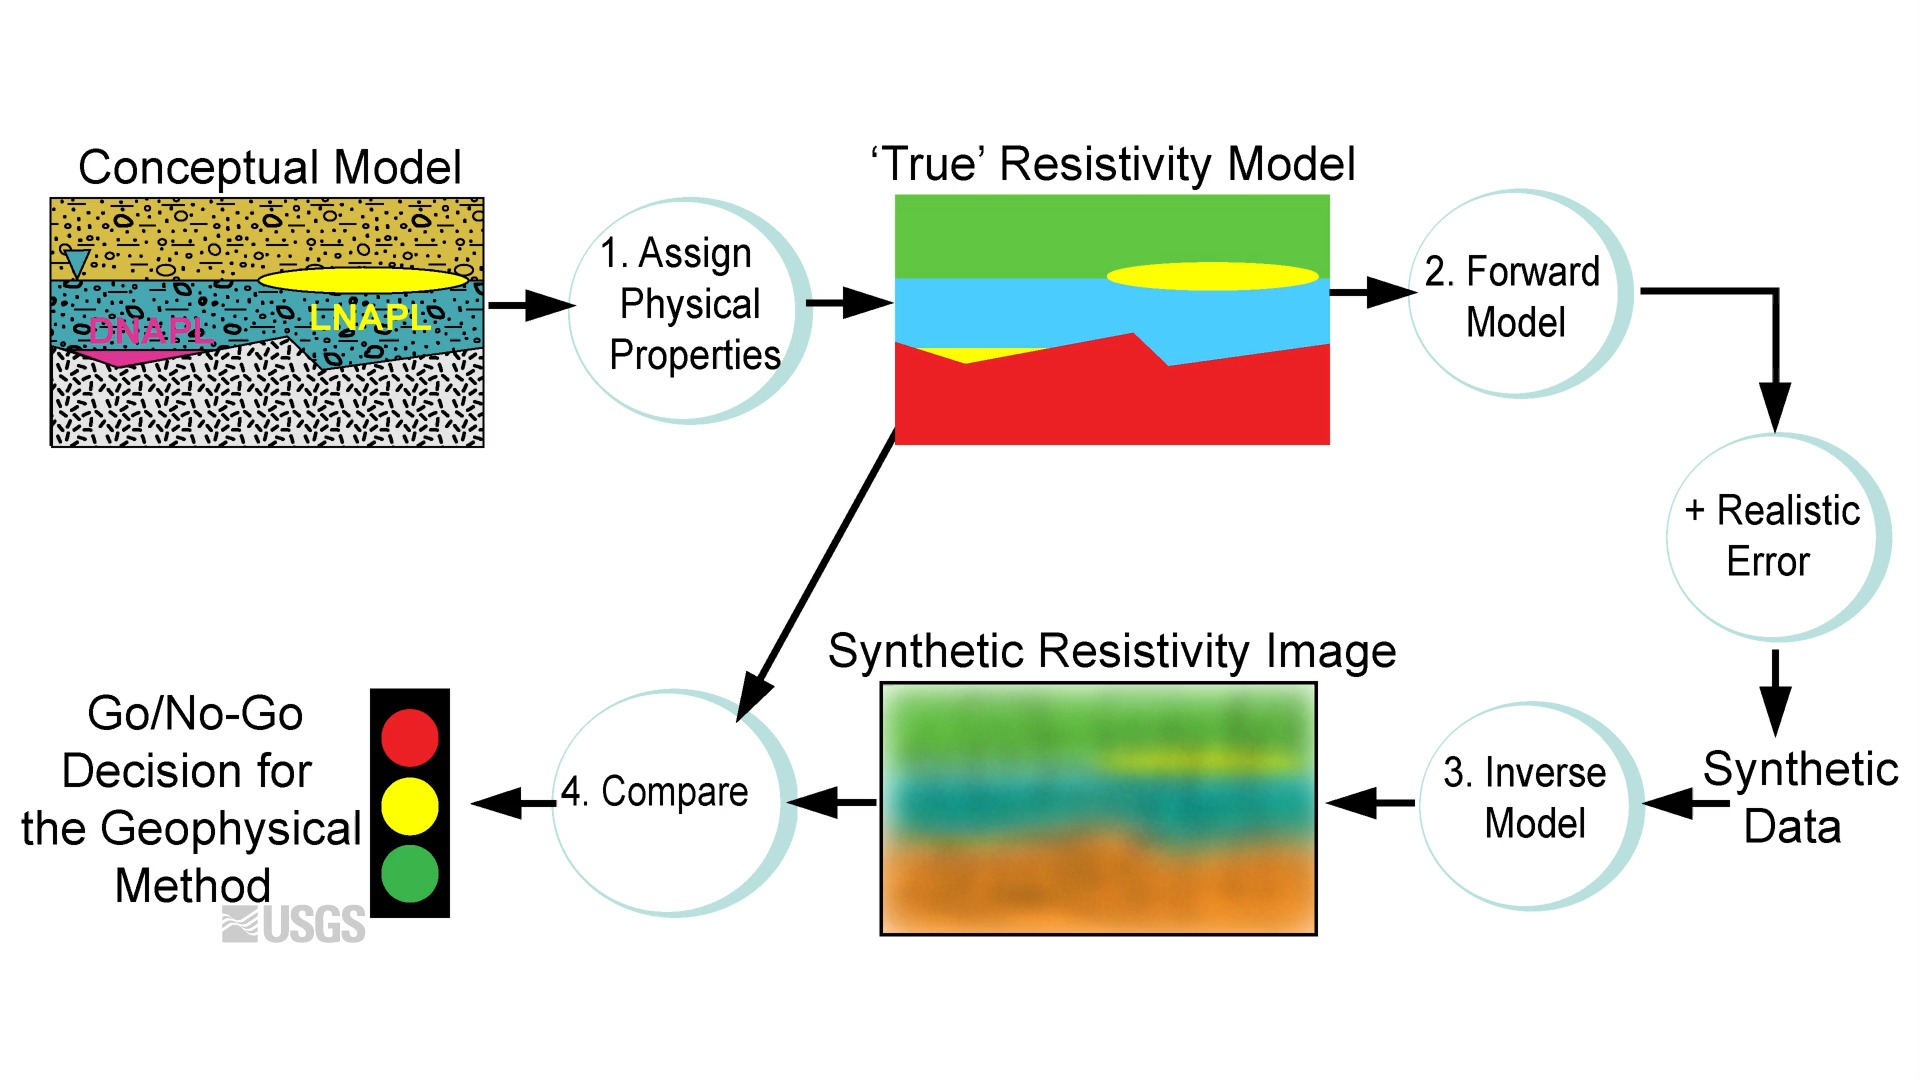 Conceptual Model
DNAPL
LNAPL
1. Assign
Physical
Properties
‘True’ Resistivity Model
2. Forward
Model
+ Realistic
Error
Synthetic
Data
3. Inverse
Model
Synthetic Resistivity Image
4. Compare
Go/No-Go
Decision for
the Geophysical
Method
USGS